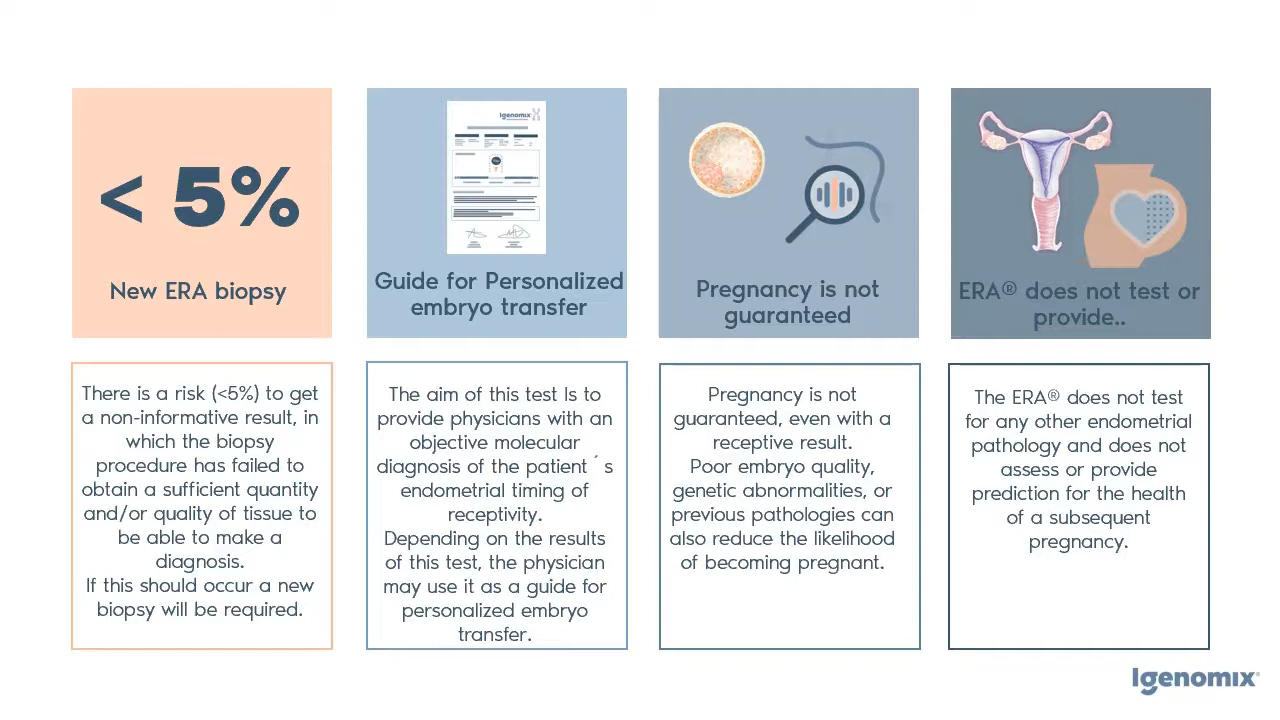 < 5%
New ERA biopsy
There is a risk (<5%) to get
a non-informative result, in
which the biopsy
procedure has failed to
obtain a sufficient quantity
and/or quality of tissue to
be able to make a
diagnosis.
If this should occur a new
biopsy will be required.
Igenomix
Guide for Personalized
embryo transfer
The aim of this test Is to
provide physicians with an
objective molecular
diagnosis of the patient´s
endometrial timing of
receptivity.
Depending on the results
of this test, the physician
may use it as a guide for
personalized embryo
transfer.
Pregnancy is not
guaranteed
Pregnancy is not
guaranteed, even with a
receptive result.
Poor embryo quality,
genetic abnormalities, or
previous pathologies can
also reduce the likelihood
of becoming pregnant.
ERA® does not test or
provide..
The ERA® does not test
for any other endometrial
pathology and does not
assess or provide
prediction for the health
of a subsequent
pregnancy.
Igenomix®